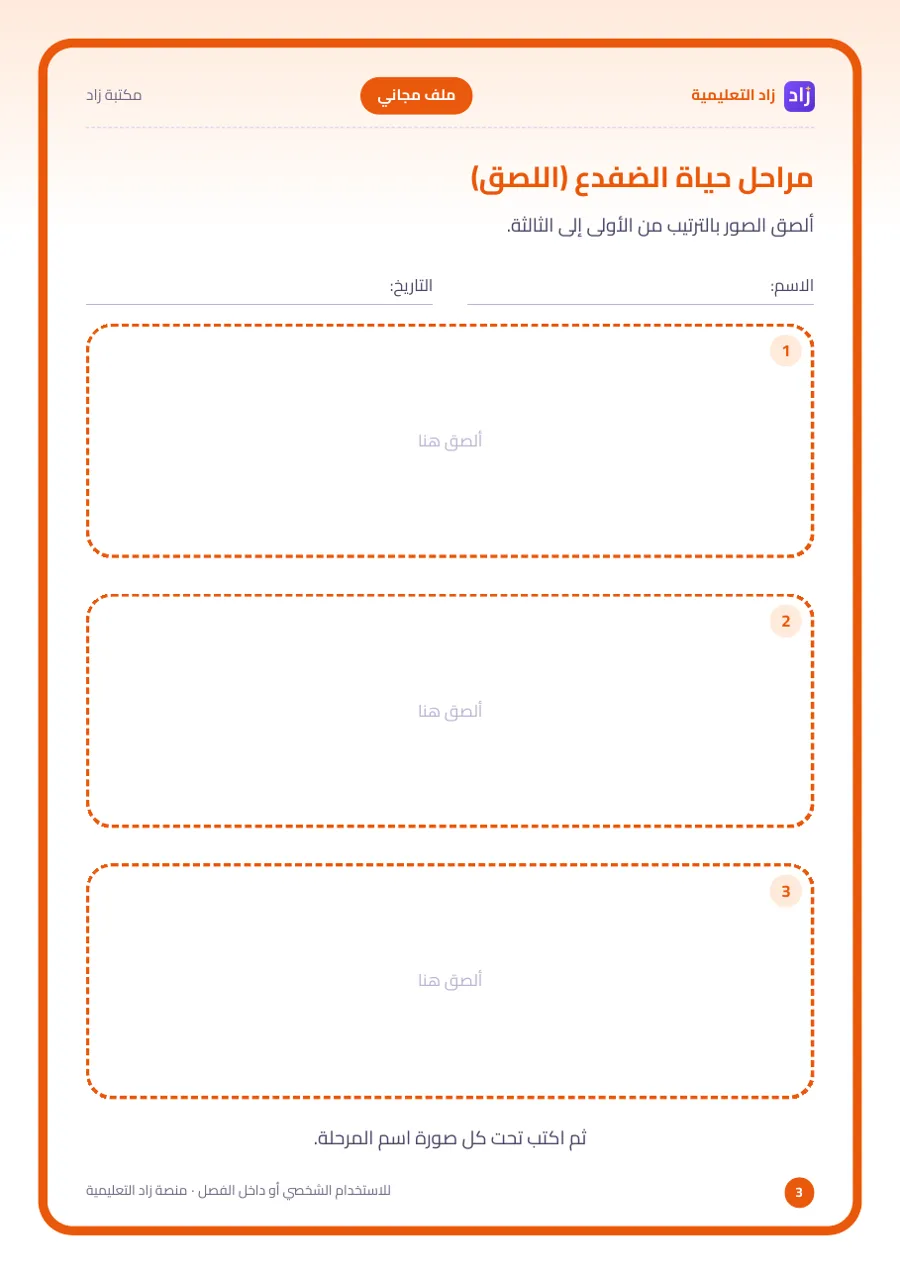 زاد زاد التعليمية
ملف مجاني
مكتبة زاد
مراحل حياة الضفدع (اللصق)
ألصق الصور بالترتيب من الأولى إلى الثالثة.
الاسم:
التاريخ:
1
ألصق هنا
2
ألصق هنا
3
ألصق هنا
ثم اكتب تحت كل صورة اسم المرحلة.
3
للاستخدام الشخصي أو داخل الفصل · منصة زاد التعليمية